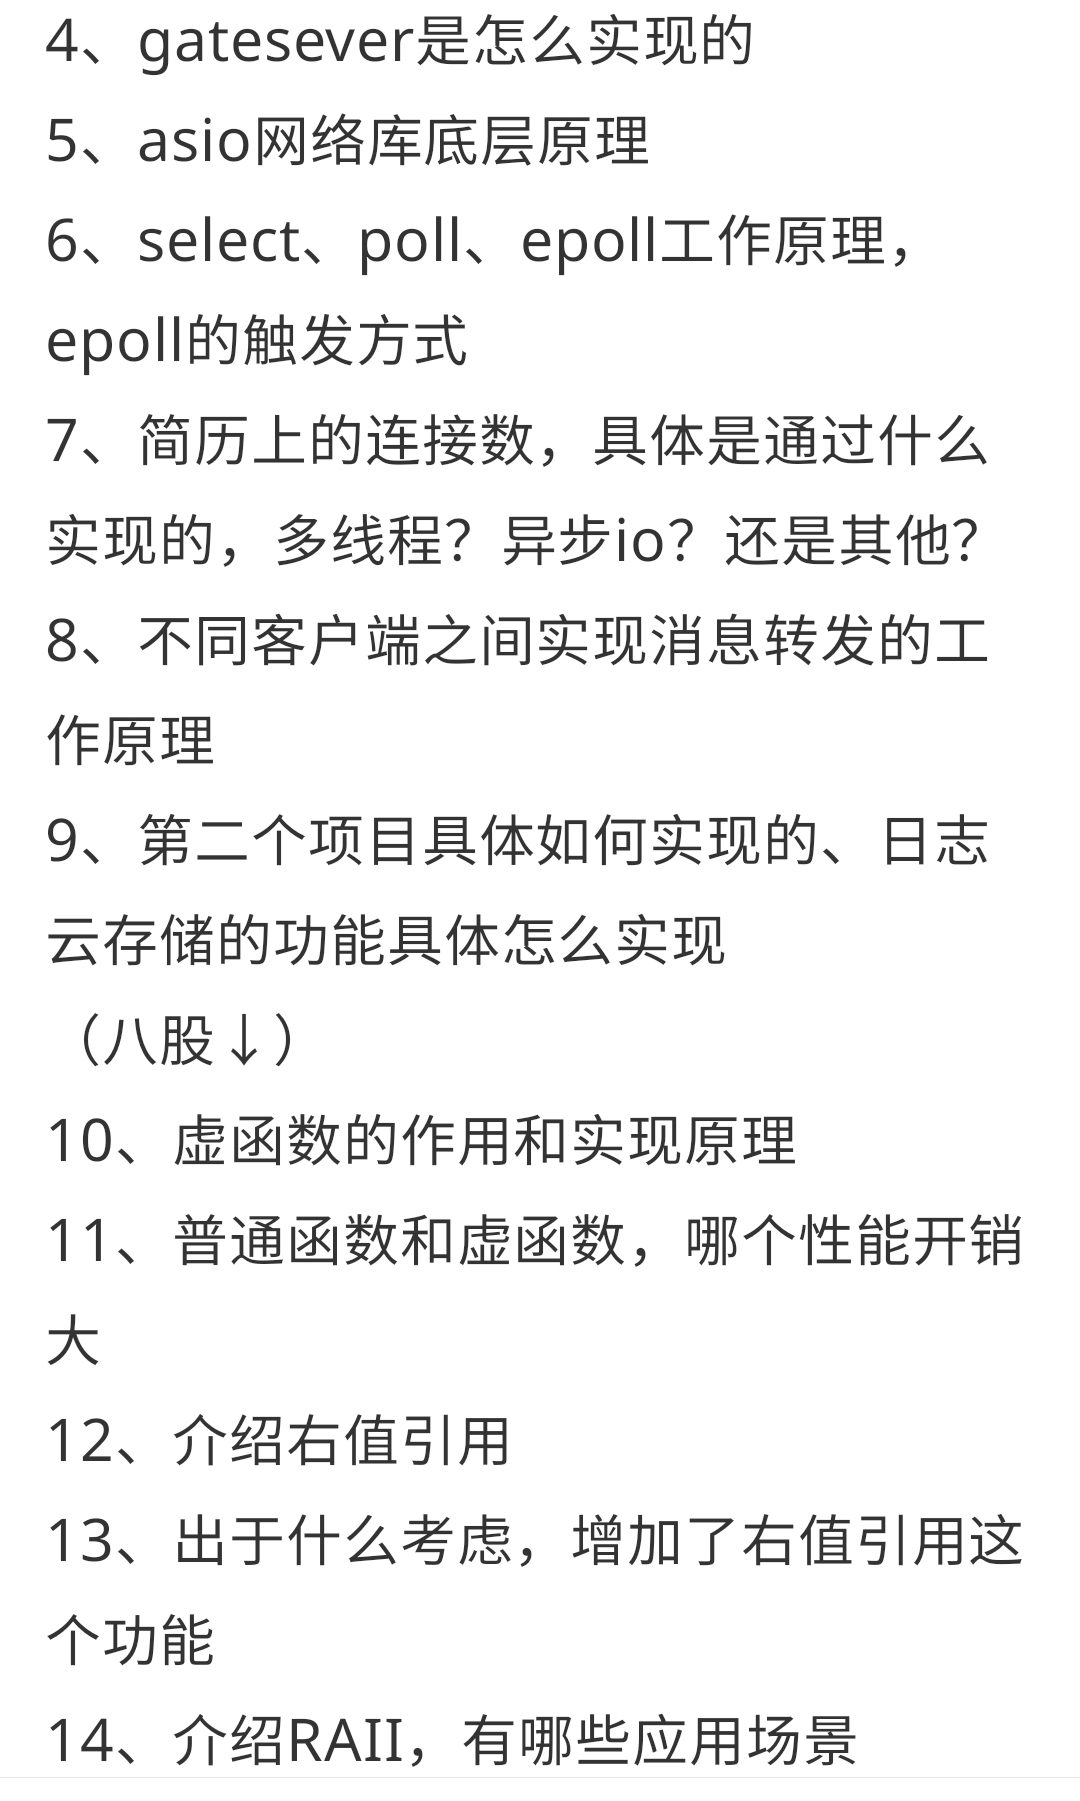 4、gatesever是怎么实现的
5、asio网络库底层原理
6、select、poll、epoll工作原理，
epoll的触发方式
7、简历上的连接数，具体是通过什么
实现的，多线程？异步io？还是其他？
8、不同客户端之间实现消息转发的工
作原理
9、第二个项目具体如何实现的、日志
云存储的功能具体怎么实现
（八股↓）
10、虚函数的作用和实现原理
11、普通函数和虚函数，哪个性能开销
大
12、介绍右值引用
13、出于什么考虑，增加了右值引用这
个功能
14、介绍RAII，有哪些应用场景